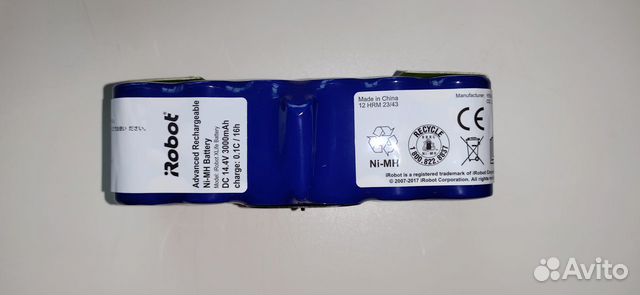 iRobot
Advanced Rechargeable
Ni-MH Battery
Model: iRobot XLife Battery
DC 14.4V 3000mAh
charge: 0.1C / 16h
Made in China
12 HRM 23/43
Manufacturer:
RECYCLE
1.800.822.8837
Ni-MH
CE
iRobot is a registered trademark of
iRobot Corporation.
© 2007-2017 iRobot Corporation. All
Avito